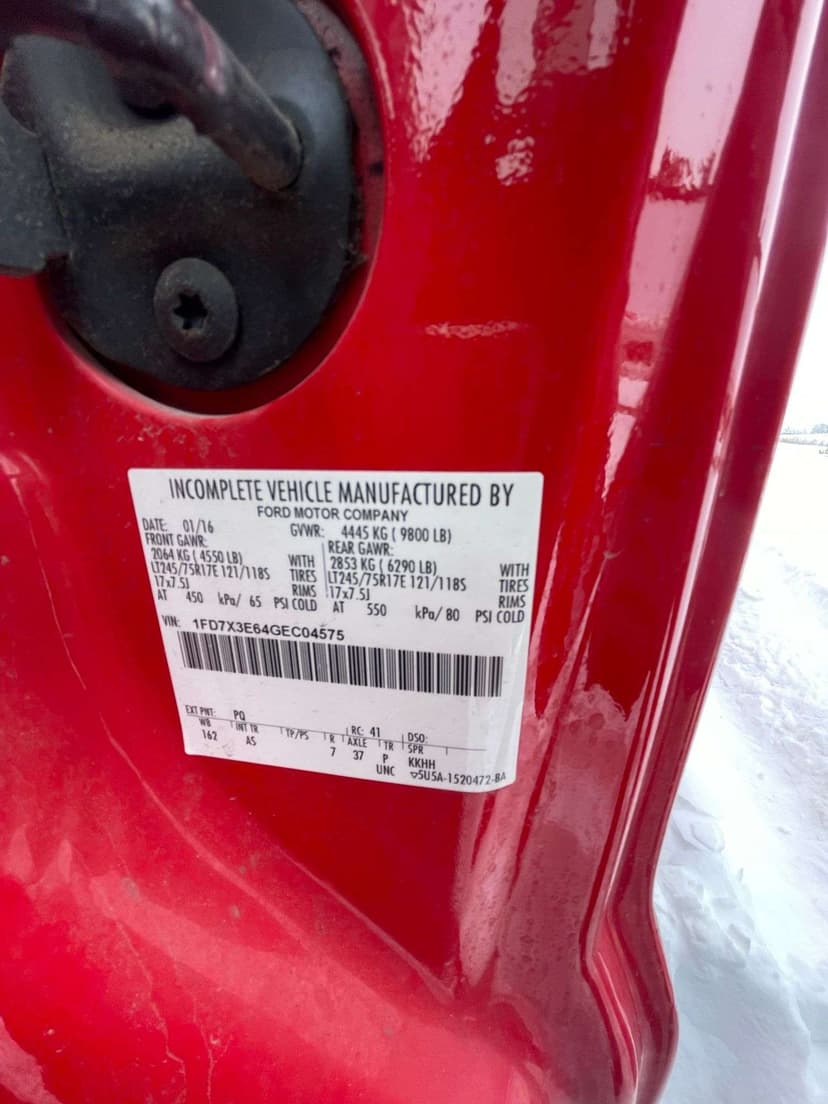 INCOMPLETE VEHICLE MANUFACTURED BY
FORD MOTOR COMPANY
DATE: 01/16 GVWR: 4445 KG ( 9800 LB)
FRONT GAWR: REAR GAWR:
2064 KG ( 4550 LB) WITH 2853 KG ( 6290 LB) WITH
LT245/75R17E 121/118S TIRES LT245/75R17E 121/118S TIRES
17x7.5J RIMS 17x7.5J RIMS
AT 450 kPa/ 65 PSI COLD AT 550 kPa/ 80 PSI COLD
VIN: 1FD7X3E64GEC04575
EXT PNT: PQ RC: 41 DSO:
WB INT TR TP/PS R AXLE TR SPR
162 AS 7 37 P KKHH
UNC 5U5A-1520472-BA